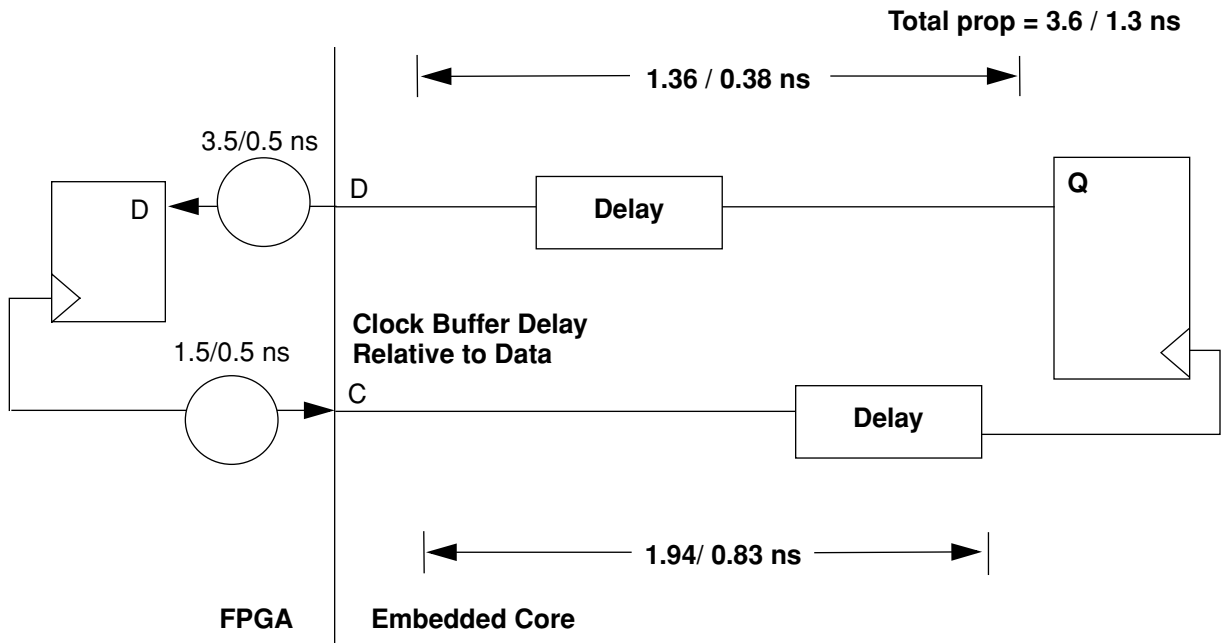 Total prop = 3.6 / 1.3 ns
1.36 / 0.38 ns
3.5/0.5 ns
D
D
Delay
Q
Clock Buffer Delay
Relative to Data
1.5/0.5 ns
C
Delay
1.94/ 0.83 ns
FPGA
Embedded Core